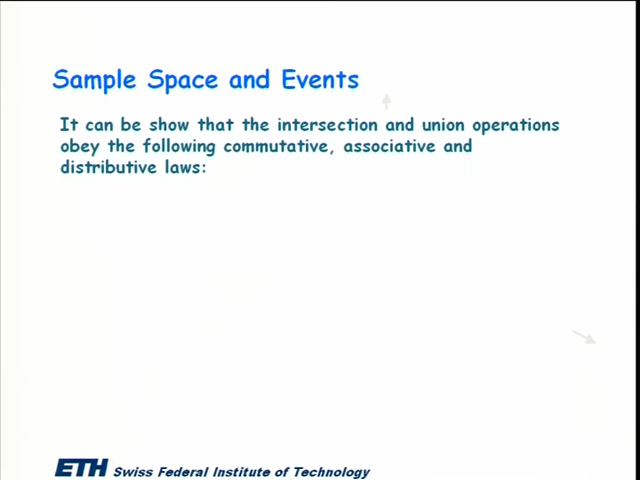 Sample Space and Events
It can be show that the intersection and union operations
obey the following commutative, associative and
distributive laws:
ETH Swiss Federal Institute of Technology